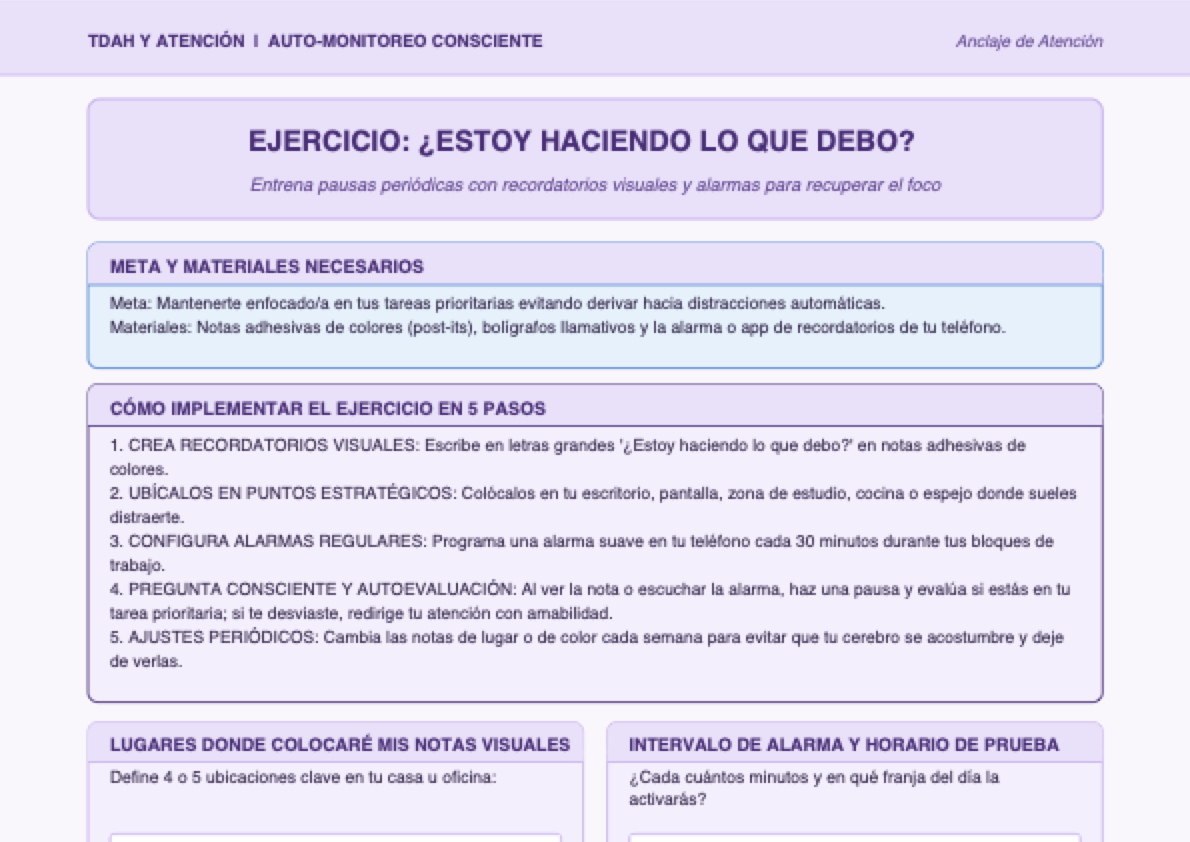 TDAH Y ATENCIÓN | AUTO-MONITOREO CONSCIENTE
Anclaje de Atención
EJERCICIO: ¿ESTOY HACIENDO LO QUE DEBO?
Entrena pausas periódicas con recordatorios visuales y alarmas para recuperar el foco
META Y MATERIALES NECESARIOS
Meta: Mantenerte enfocado/a en tus tareas prioritarias evitando derivar hacia distracciones automáticas.
Materiales: Notas adhesivas de colores (post-its), bolígrafos llamativos y la alarma o app de recordatorios de tu teléfono.
CÓMO IMPLEMENTAR EL EJERCICIO EN 5 PASOS
1. CREA RECORDATORIOS VISUALES: Escribe en letras grandes '¿Estoy haciendo lo que debo?' en notas adhesivas de
colores.
2. UBÍCALOS EN PUNTOS ESTRATÉGICOS: Colócalos en tu escritorio, pantalla, zona de estudio, cocina o espejo donde sueles
distraerte.
3. CONFIGURA ALARMAS REGULARES: Programa una alarma suave en tu teléfono cada 30 minutos durante tus bloques de
trabajo.
4. PREGUNTA CONSCIENTE Y AUTOEVALUACIÓN: Al ver la nota o escuchar la alarma, haz una pausa y evalúa si estás en tu
tarea prioritaria; si te desviaste, redirige tu atención con amabilidad.
5. AJUSTES PERIÓDICOS: Cambia las notas de lugar o de color cada semana para evitar que tu cerebro se acostumbre y deje
de verlas.
LUGARES DONDE COLOCARÉ MIS NOTAS VISUALES
Define 4 o 5 ubicaciones clave en tu casa u oficina:
INTERVALO DE ALARMA Y HORARIO DE PRUEBA
¿Cada cuántos minutos y en qué franja del día la
activarás?